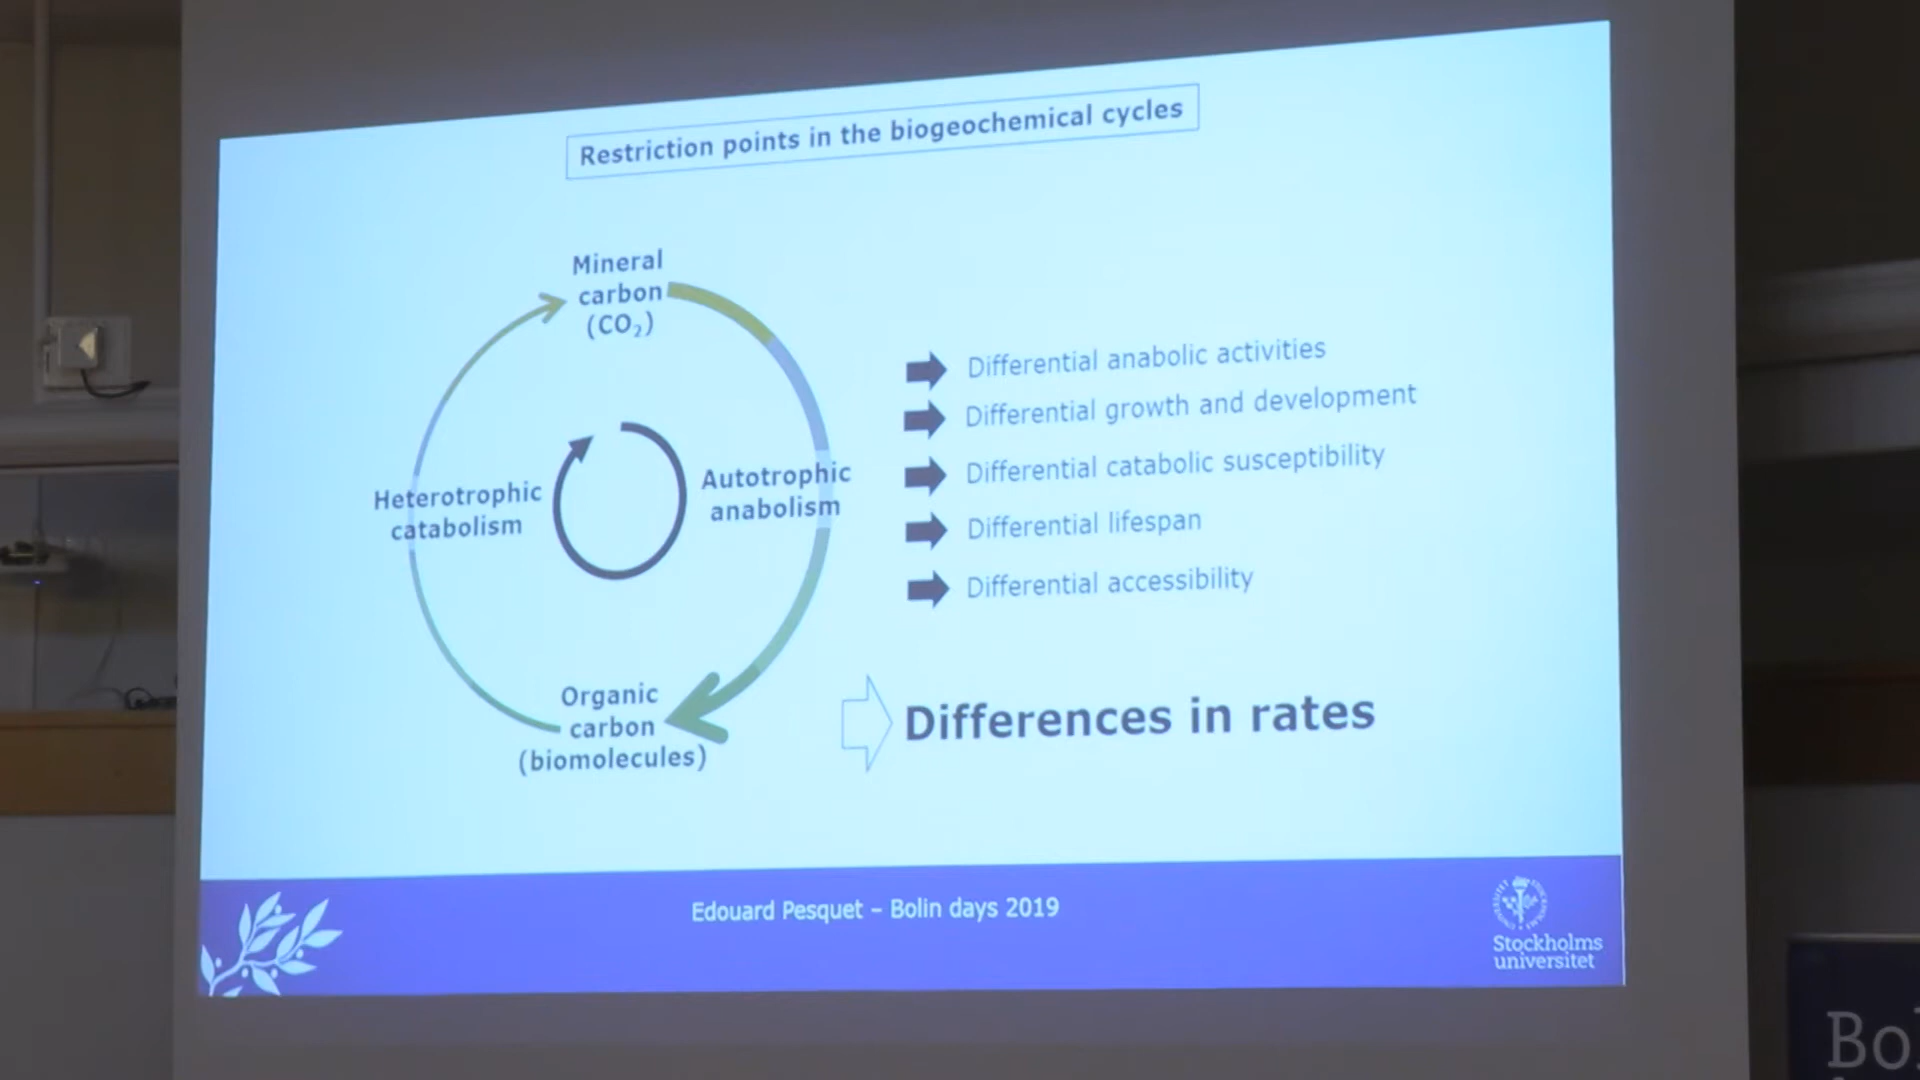 Restriction points in the biogeochemical cycles
Mineral
carbon
(CO₂)
Heterotrophic
catabolism
Autotrophic
anabolism
Organic
carbon
(biomolecules)
Differential anabolic activities
Differential growth and development
Differential catabolic susceptibility
Differential lifespan
Differential accessibility
Differences in rates
Edouard Pesquet – Bolin days 2019
Stockholms
universitet
Bo